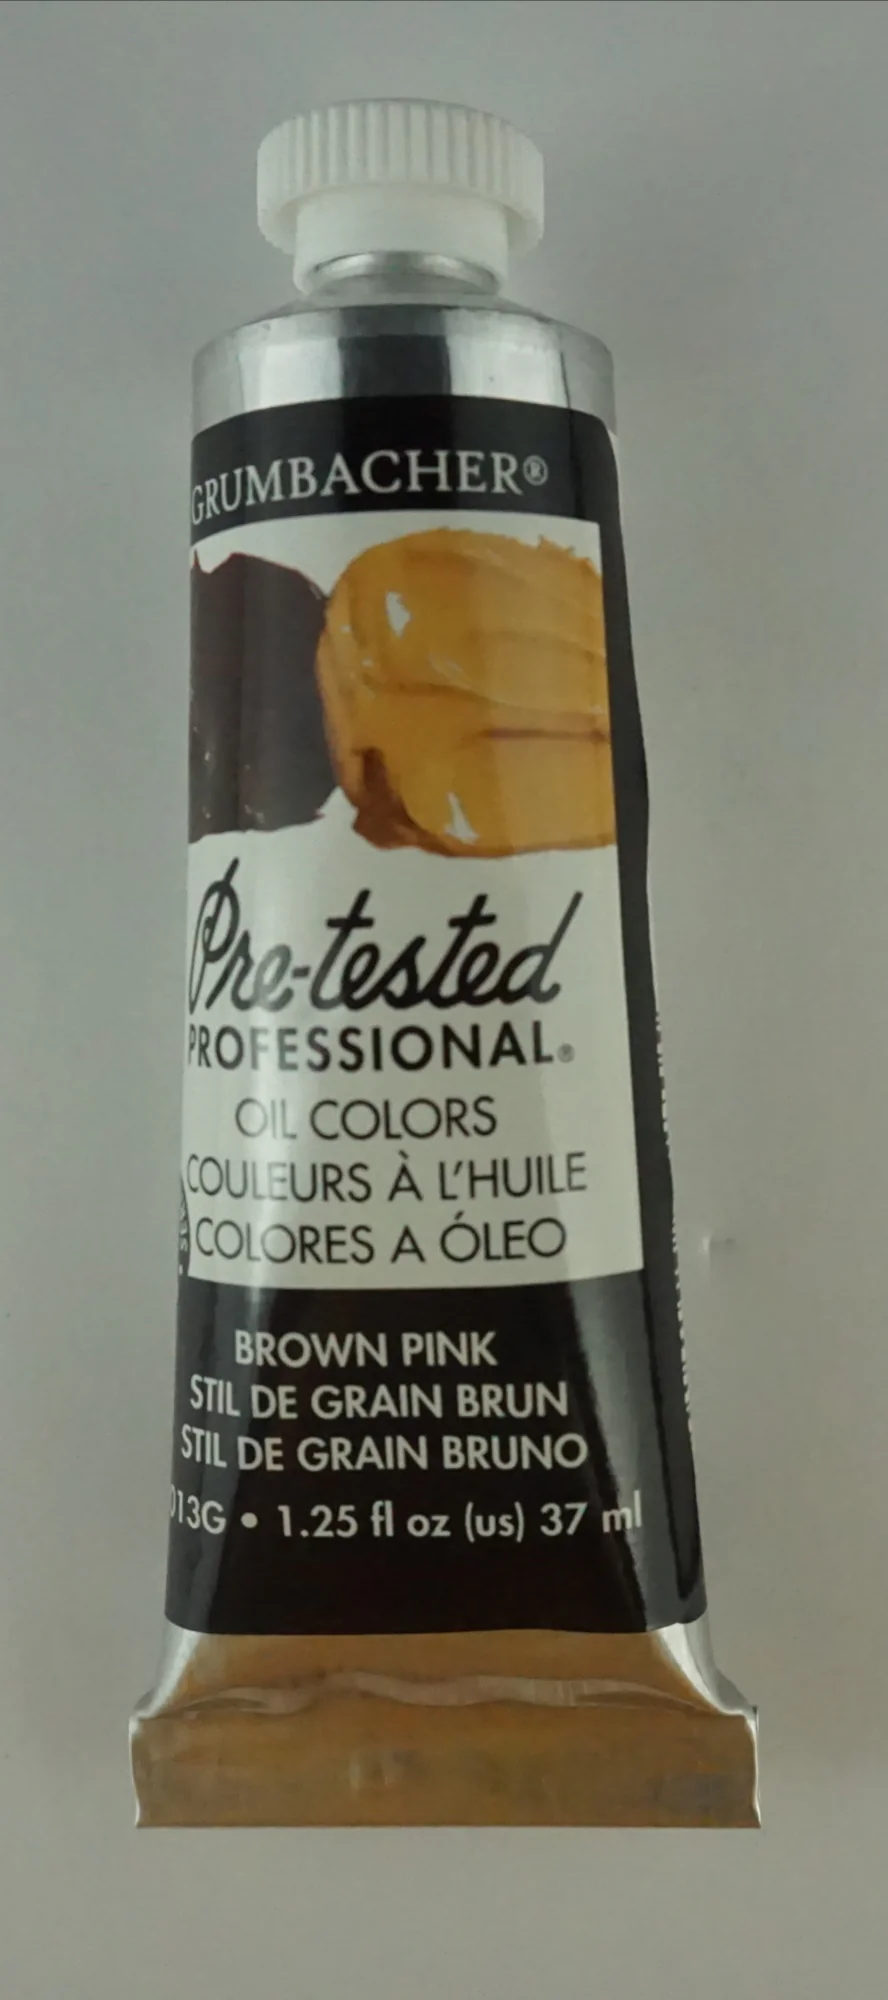 GRUMBACHER®
Pre-tested
PROFESSIONAL®
OIL COLORS
COULEURS À L'HUILE
COLORES A ÓLEO
BROWN PINK
STIL DE GRAIN BRUN
STIL DE GRAIN BRUNO
013G • 1.25 fl oz (us) 37 ml